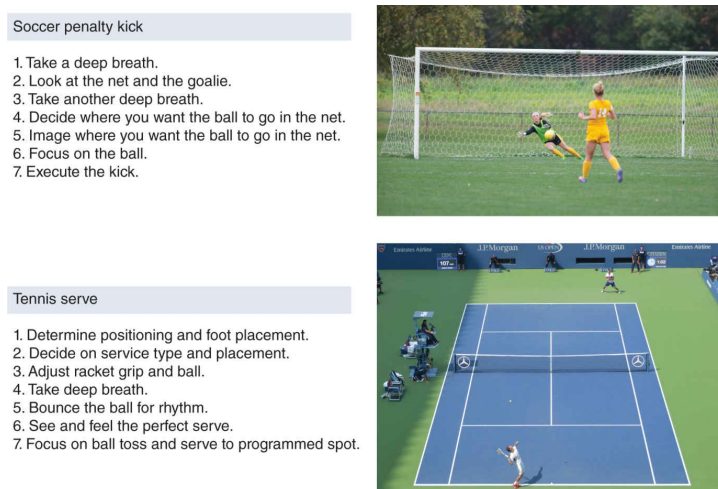 Soccer penalty kick
1. Take a deep breath.
2. Look at the net and the goalie.
3. Take another deep breath.
4. Decide where you want the ball to go in the net.
5. Image where you want the ball to go in the net.
6. Focus on the ball.
7. Execute the kick.
Emirates Airline
J.P.Morgan
US OPEN
J.P.Morgan
Emirates Airline
107
Tennis serve
1. Determine positioning and foot placement.
2. Decide on service type and placement.
3. Adjust racket grip and ball.
4. Take deep breath.
5. Bounce the ball for rhythm.
6. See and feel the perfect serve.
7. Focus on ball toss and serve to programmed spot.